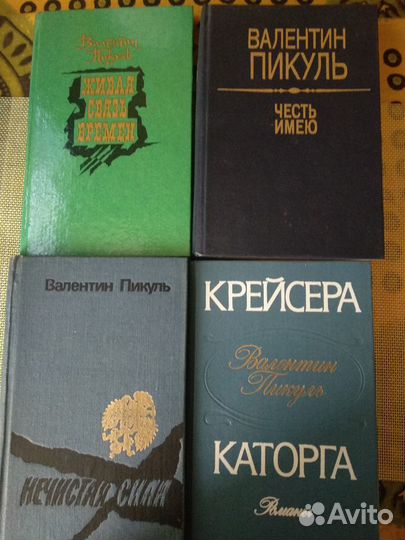 Валентин
Пикуль
ЖИВАЯ
СВЯЗЬ
ВРЕМЕН
ВАЛЕНТИН
ПИКУЛЬ
ЧЕСТЬ
ИМЕЮ
Валентин Пикуль
НЕЧИСТАЯ СИЛА
КРЕЙСЕРА
Валентин
Пикуль
КАТОРГА
Романы
Avito